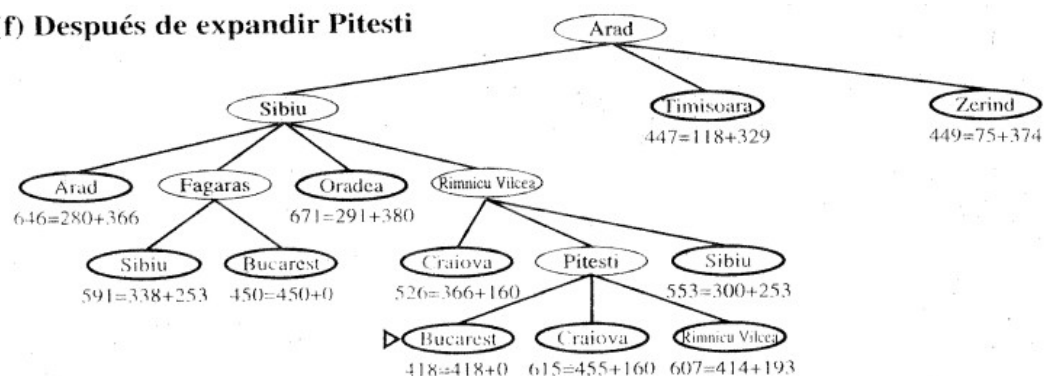 (f) Después de expandir Pitesti
Arad
Sibiu
Timisoara
Zerind
447=118+329
449=75+374
Arad
Fagaras
Oradea
Rimnicu Vilcea
646=280+366
671=291+380
Sibiu
Bucarest
Craiova
Pitesti
Sibiu
591=338+253
450=450+0
526=366+160
553=300+253
Bucarest
Craiova
Rimnicu Vilcea
418=418+0
615=455+160
607=414+193